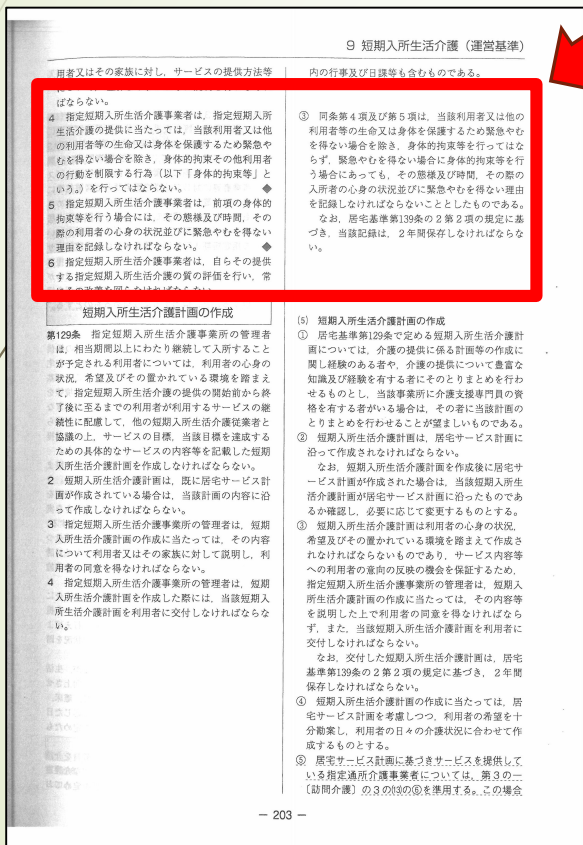 9 短期入所生活介護（運営基準）
用者又はその家族に対し，サービスの提供方法等
ばならない。
4 指定短期入所生活介護事業者は，指定短期入所
生活介護の提供に当たっては，当該利用者又は他
の利用者等の生命又は身体を保護するため緊急や
むを得ない場合を除き，身体的拘束その他利用者
の行動を制限する行為（以下「身体的拘束等」と
いう。）を行ってはならない。 ◆
5 指定短期入所生活介護事業者は，前項の身体的
拘束等を行う場合には，その態様及び時間，その
際の利用者の心身の状況並びに緊急やむを得ない
理由を記録しなければならない。 ◆
6 指定短期入所生活介護事業者は，自らその提供
する指定短期入所生活介護の質の評価を行い，常
にその改善を図らなければならない
短期入所生活介護計画の作成
第129条 指定短期入所生活介護事業所の管理者
は，相当期間以上にわたり継続して入所すること
が予定される利用者については，利用者の心身の
状況，希望及びその置かれている環境を踏まえ
て，指定短期入所生活介護の提供の開始前から終
了後に至るまでの利用者が利用するサービスの継
続性に配慮して，他の短期入所生活介護従業者と
協議の上，サービスの目標，当該目標を達成する
ための具体的なサービスの内容等を記載した短期
入所生活介護計画を作成しなければならない。
2 短期入所生活介護計画は，既に居宅サービス計
画が作成されている場合は，当該計画の内容に沿
って作成しなければならない。
3 指定短期入所生活介護事業所の管理者は，短期
入所生活介護計画の作成に当たっては，その内容
について利用者又はその家族に対して説明し，利
用者の同意を得なければならない。
4 指定短期入所生活介護事業所の管理者は，短期
入所生活介護計画を作成した際には，当該短期入
所生活介護計画を利用者に交付しなければならな
い。
内の行事及び日課等も含むものである。
③ 同条第4項及び第5項は，当該利用者又は他の
利用者等の生命又は身体を保護するため緊急やむ
を得ない場合を除き，身体的拘束等を行ってはな
らず，緊急やむを得ない場合に身体的拘束等を行
う場合にあっても，その態様及び時間，その際の
入所者の心身の状況並びに緊急やむを得ない理由
を記録しなければならないこととしたものである。
なお，居宅基準第139条の2第2項の規定に基
づき，当該記録は，2年間保存しなければならな
い。
(5) 短期入所生活介護計画の作成
① 居宅基準第129条で定める短期入所生活介護計
画については，介護の提供に係る計画等の作成に
関し経験のある者や，介護の提供について豊富な
知識及び経験を有する者にそのとりまとめを行わ
せるものとし，当該事業所に介護支援専門員の資
格を有する者がいる場合は，その者に当該計画の
とりまとめを行わせることが望ましいものである。
② 短期入所生活介護計画は，居宅サービス計画に
沿って作成されなければならない。
なお，短期入所生活介護計画を作成後に居宅サ
ービス計画が作成された場合は，当該短期入所生
活介護計画が居宅サービス計画に沿ったものであ
るか確認し，必要に応じて変更するものとする。
③ 短期入所生活介護計画は利用者の心身の状況，
希望及びその置かれている環境を踏まえて作成さ
れなければならないものであり，サービス内容等
への利用者の意向の反映の機会を保証するため，
指定短期入所生活介護事業所の管理者は，短期入
所生活介護計画の作成に当たっては，その内容等
を説明した上で利用者の同意を得なければなら
ず，また，当該短期入所生活介護計画を利用者に
交付しなければならない。
なお，交付した短期入所生活介護計画は，居宅
基準第139条の2第2項の規定に基づき，2年間
保存しなければならない。
④ 短期入所生活介護計画の作成に当たっては，居
宅サービス計画を考慮しつつ，利用者の希望を十
分勘案し，利用者の日々の介護状況に合わせて作
成するものとする。
⑤ 居宅サービス計画に基づきサービスを提供して
いる指定通所介護事業者については，第3の一
〔訪問介護〕の3の⒀の⑥を準用する。この場合
— 203 —